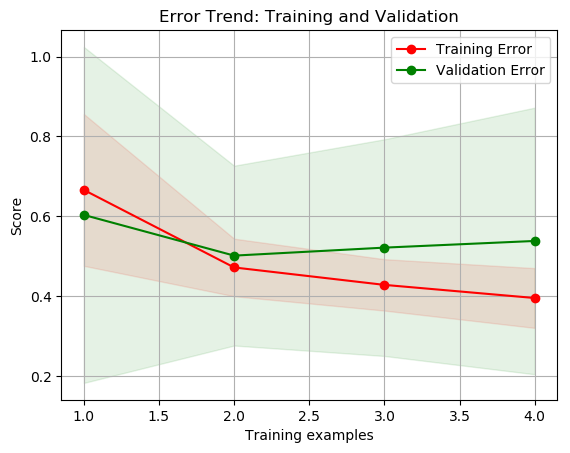 Error Trend: Training and Validation
Training Error
Validation Error
Score
1.0
0.8
0.6
0.4
0.2
1.0 1.5 2.0 2.5 3.0 3.5 4.0
Training examples